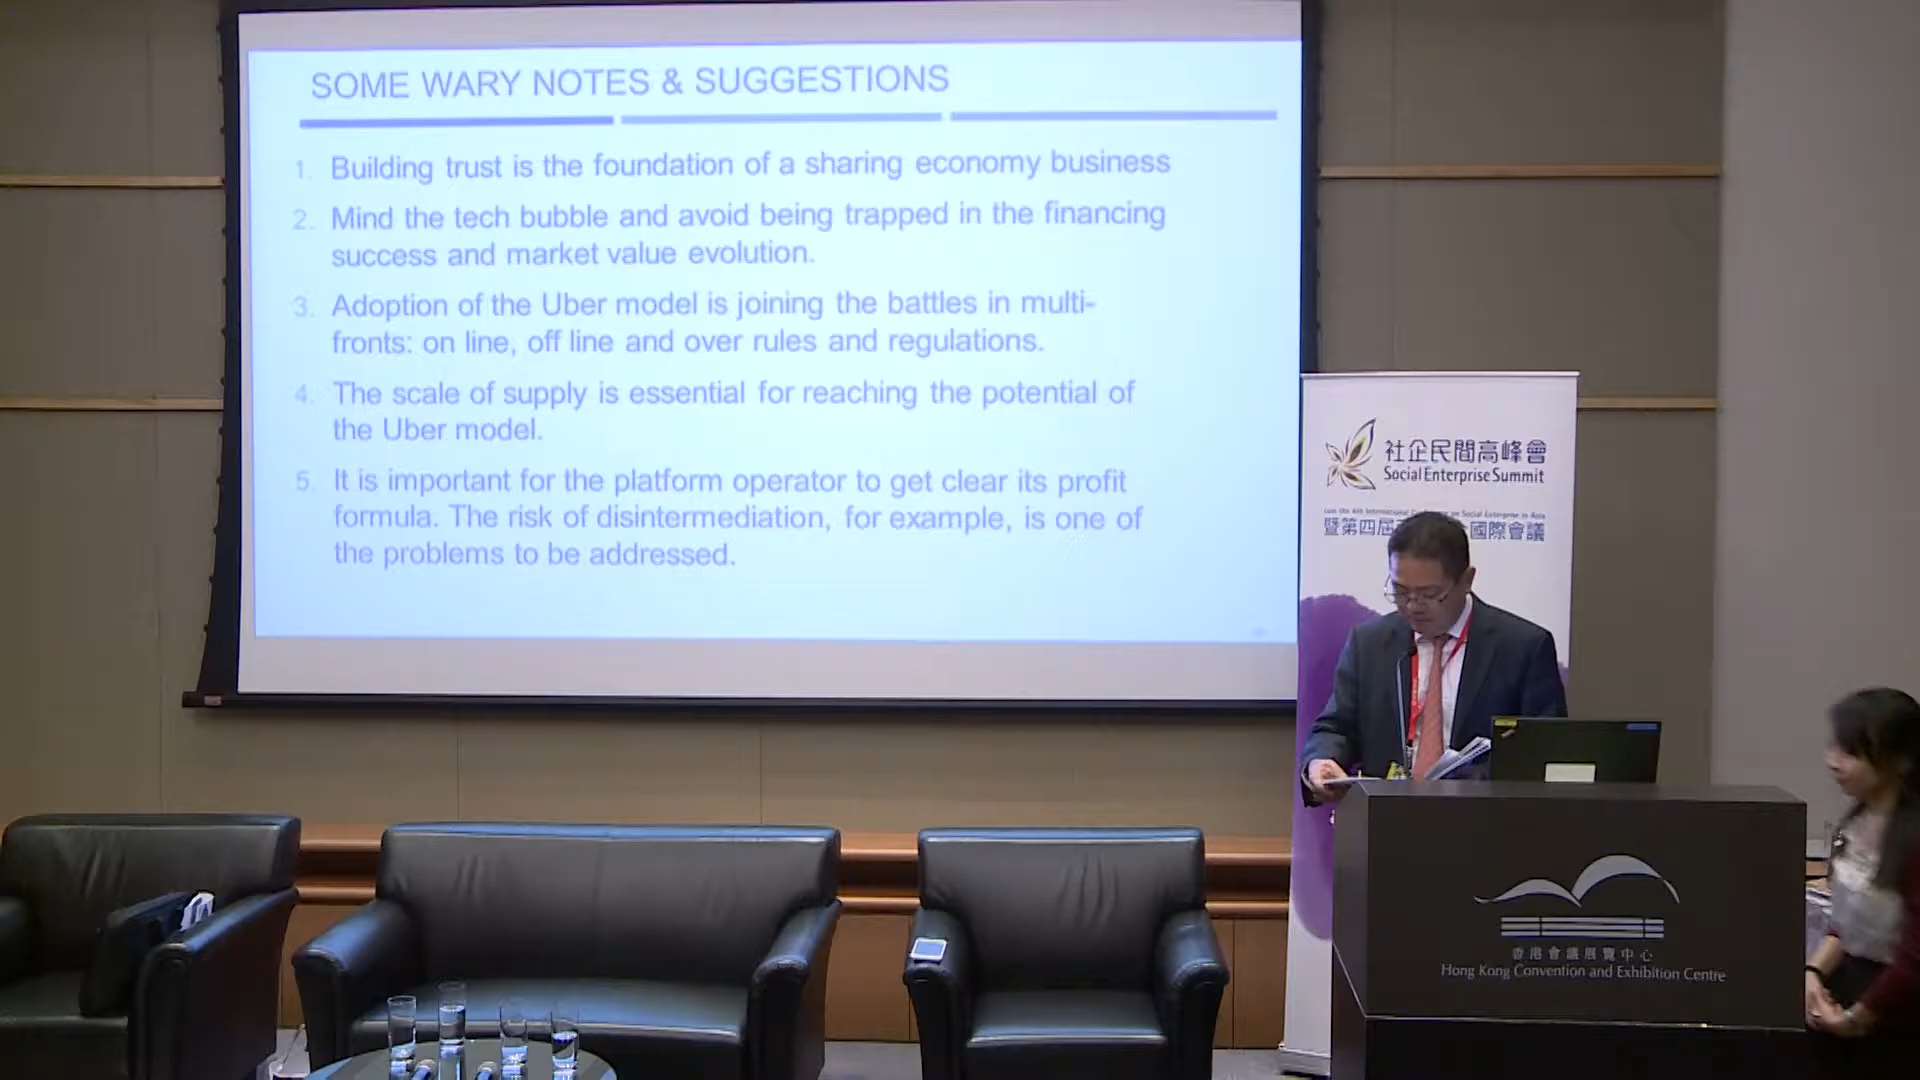 SOME WARY NOTES & SUGGESTIONS
1. Building trust is the foundation of a sharing economy business
2. Mind the tech bubble and avoid being trapped in the financing
success and market value evolution.
3. Adoption of the Uber model is joining the battles in multi-
fronts: on line, off line and over rules and regulations.
4. The scale of supply is essential for reaching the potential of
the Uber model.
5. It is important for the platform operator to get clear its profit
formula. The risk of disintermediation, for example, is one of
the problems to be addressed.
社企民間高峰會
Social Enterprise Summit
暨第四屆
國際會議
香港會議展覽中心
Hong Kong Convention and Exhibition Centre